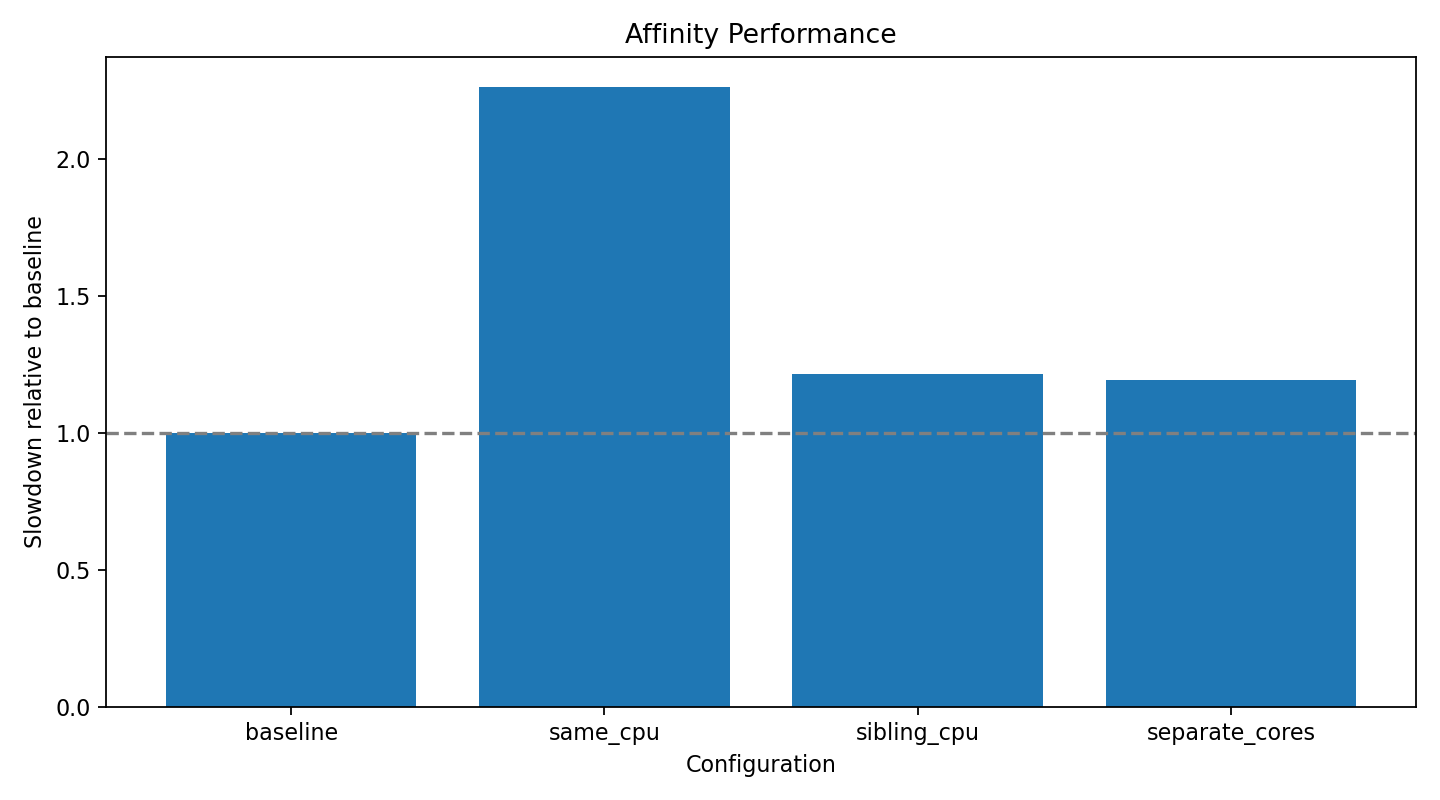 Affinity Performance
Slowdown relative to baseline
2.0
1.5
1.0
0.5
0.0
baseline
same_cpu
sibling_cpu
separate_cores
Configuration